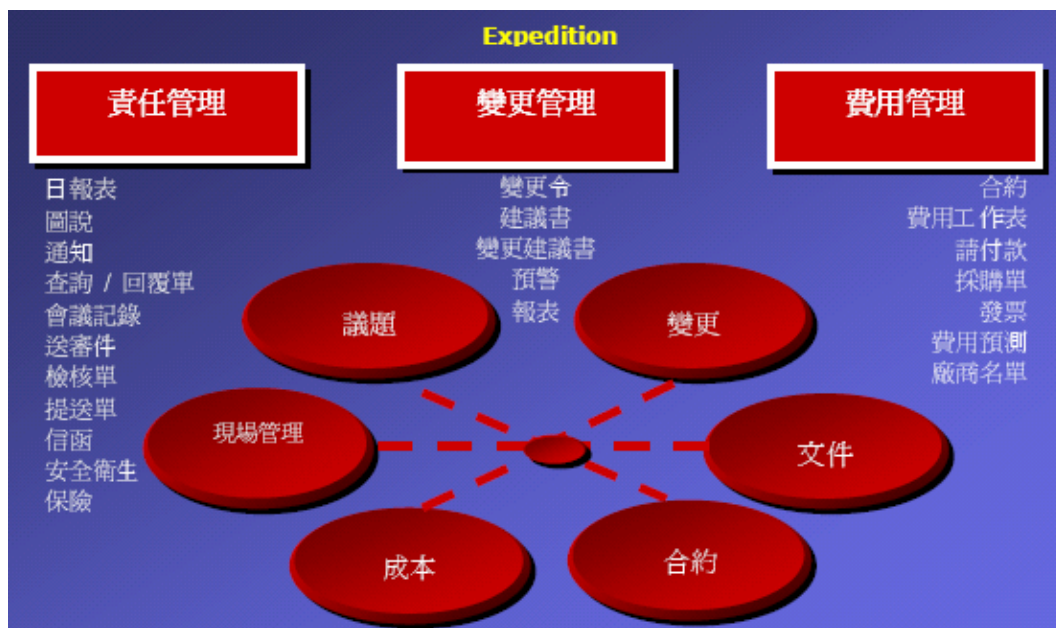 Expedition
責任管理
變更管理
費用管理
日報表
圖說
通知
查詢 / 回覆單
會議記錄
送審件
檢核單
提送單
信函
安全衛生
保險
變更令
建議書
變更建議書
預警
報表
合約
費用工作表
請付款
採購單
發票
費用預測
廠商名單
議題
變更
現場管理
文件
成本
合約